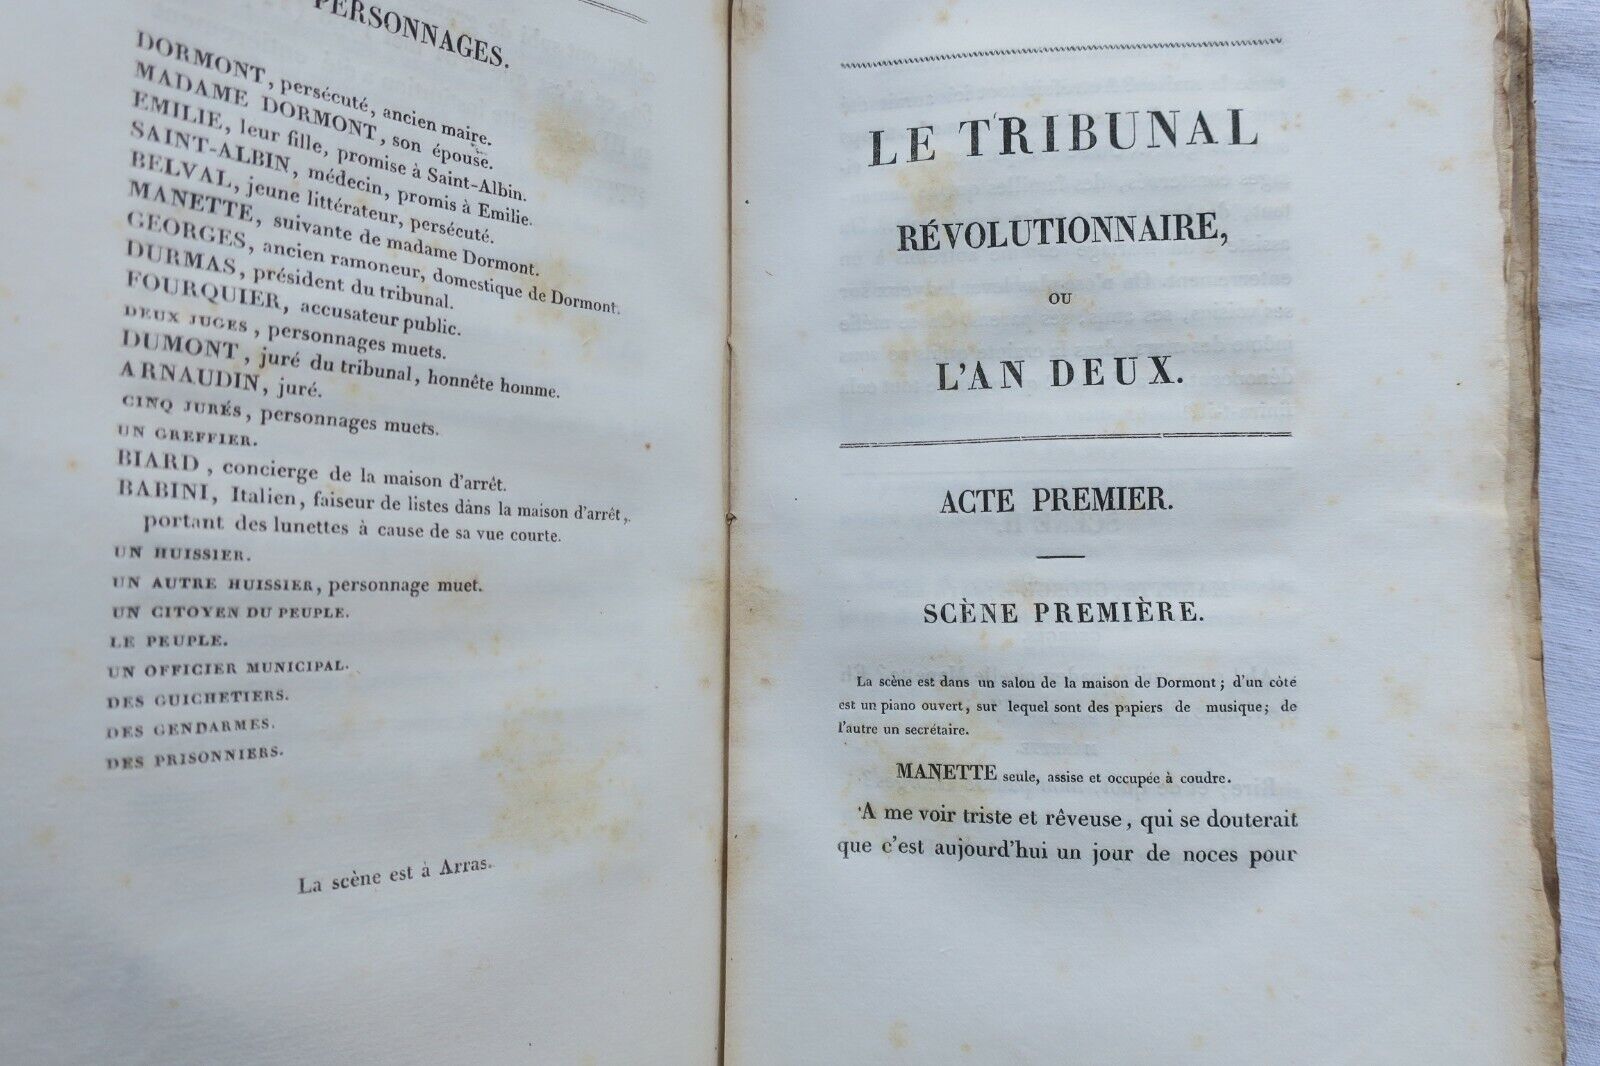 PERSONNAGES.
DORMONT, persécuté, ancien maire.
MADAME DORMONT, son épouse.
EMILIE, leur fille, promise à Saint-Albin.
SAINT-ALBIN, médecin, promis à Emilie.
BELVAL, jeune littérateur, persécuté.
MANETTE, suivante de madame Dormont.
GEORGES, ancien ramoneur, domestique de Dormont.
DURMAS, président du tribunal.
FOURQUIER, accusateur public.
DEUX JUGES, personnages muets.
DUMONT, juré du tribunal, honnête homme.
ARNAUDIN, juré.
CINQ JURÉS, personnages muets.
UN GREFFIER.
BIARD, concierge de la maison d'arrêt.
BABINI, Italien, faiseur de listes dans la maison d'arrêt,
portant des lunettes à cause de sa vue courte.
UN HUISSIER.
UN AUTRE HUISSIER, personnage muet.
UN CITOYEN DU PEUPLE.
LE PEUPLE.
UN OFFICIER MUNICIPAL.
DES GUICHETIERS.
DES GENDARMES.
DES PRISONNIERS.
La scène est à Arras.
LE TRIBUNAL
RÉVOLUTIONNAIRE,
OU
L'AN DEUX.
ACTE PREMIER.
SCÈNE PREMIÈRE.
La scène est dans un salon de la maison de Dormont; d'un côté
est un piano ouvert, sur lequel sont des papiers de musique; de
l'autre un secrétaire.
MANETTE seule, assise et occupée à coudre.
A me voir triste et rêveuse, qui se douterait
que c'est aujourd'hui un jour de noces pour